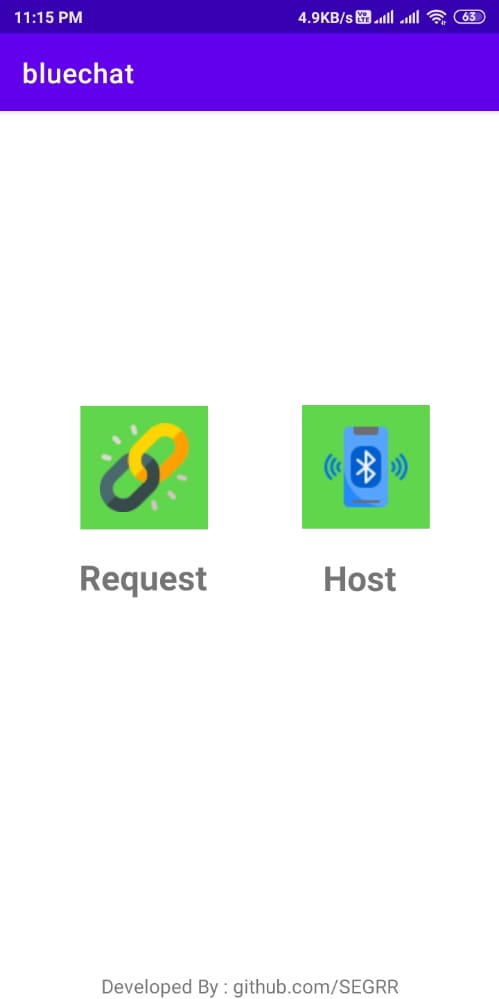 11:15 PM 4.9KB/s 63
bluechat
Request Host
Developed By : github.com/SEGRR